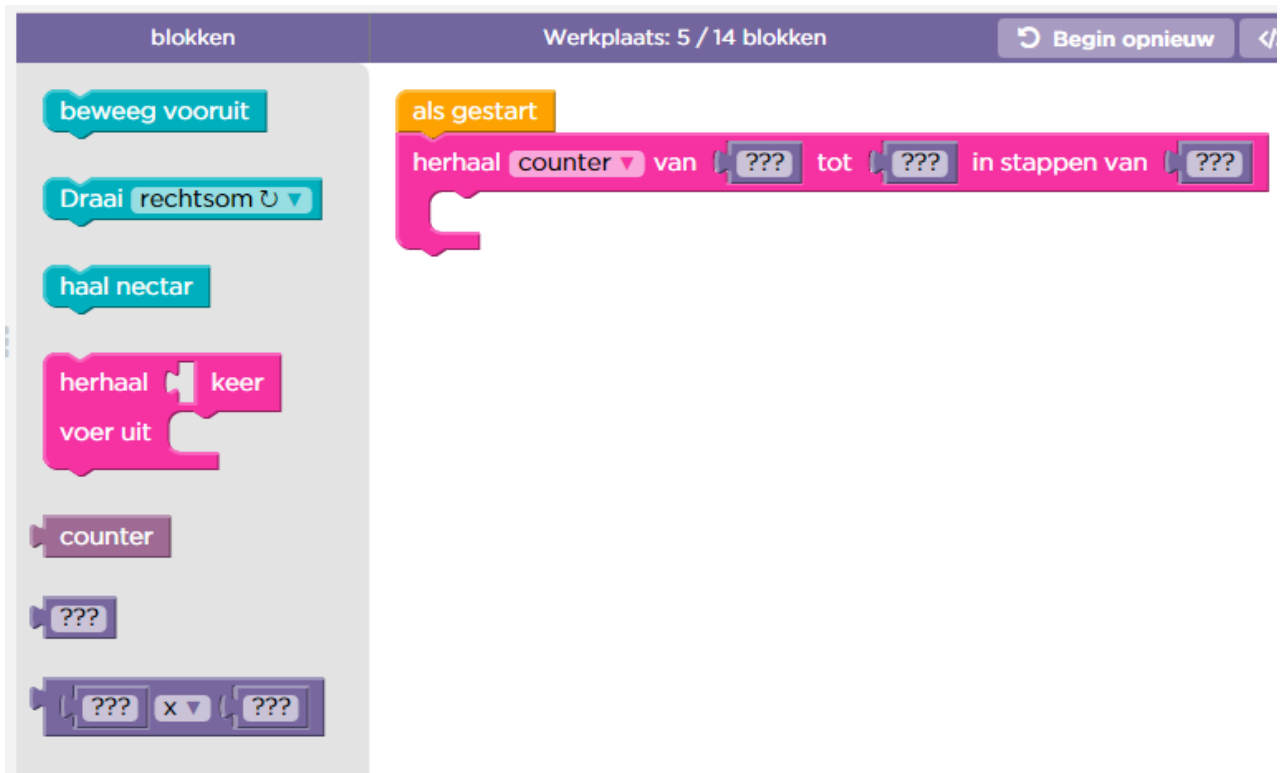 blokken
Werkplaats: 5 / 14 blokken
Begin opnieuw
</
beweeg vooruit
Draai rechtsom ↻ ▼
haal nectar
herhaal keer
voer uit
counter
???
??? x ▼ ???
als gestart
herhaal counter ▼ van ??? tot ??? in stappen van ???